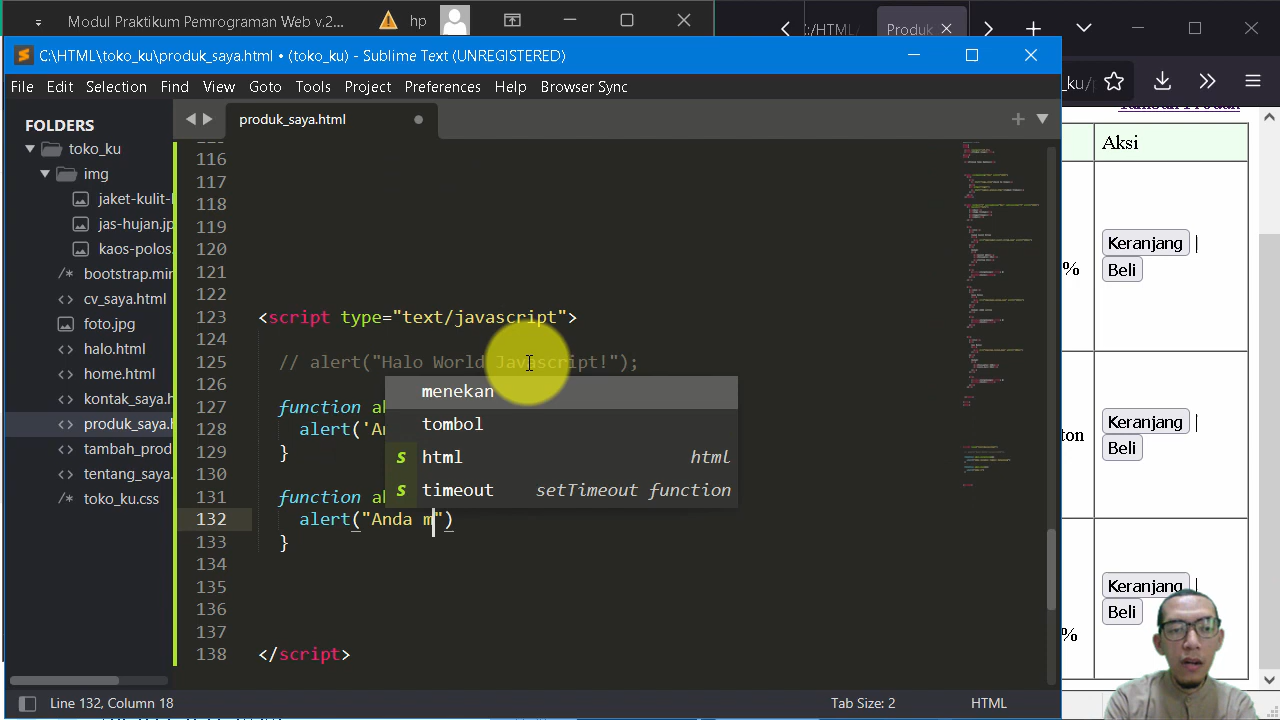 Modul Praktikum Pemrograman Web v.2...
hp
C:/HTML/
Produk
C:\HTML\toko_ku\produk_saya.html • (toko_ku) - Sublime Text (UNREGISTERED)
File Edit Selection Find View Goto Tools Project Preferences Help Browser Sync
_ku/
FOLDERS
toko_ku
img
jaket-kulit-
jas-hujan.jp
kaos-polos.
bootstrap.min
cv_saya.html
foto.jpg
halo.html
home.html
kontak_saya.h
produk_saya.h
tambah_prod
ng_sa
toko_ku.css
produk_saya.html
116
117
118
119
120
121
122
123 <script type="text/javascript">
124
125 // alert("Halo World Javascript!");
126
127 function al
128 alert('An
129 }
130
131 function al
132 alert("Anda m")
133 }
134
135
136
137
138 </script>
menekan
tombol
html html
timeout setTimeout function
Aksi
Keranjang |
Beli
%
Keranjang |
Beli
ton
Keranjang |
Beli
%
Line 132, Column 18
Tab Size: 2
HTML